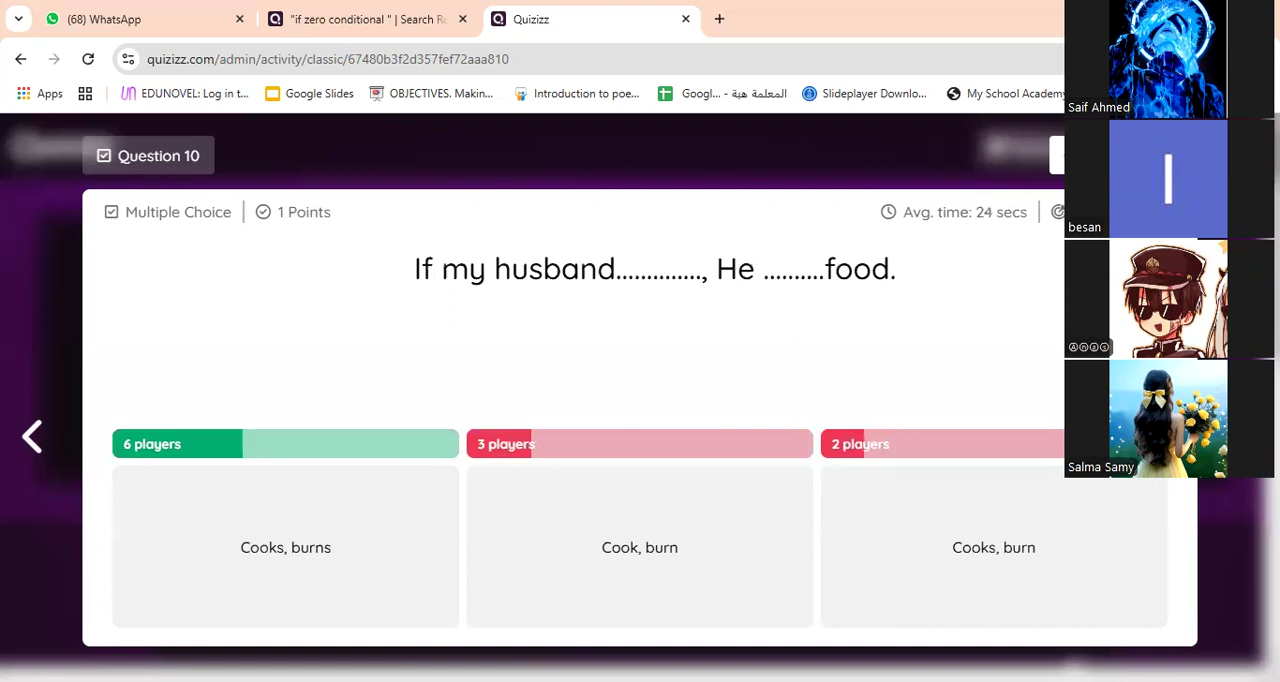 (68) WhatsApp
"if zero conditional " | Search Re
Quizizz
quizizz.com/admin/activity/classic/67480b3f2d357fef72aaa810
Apps
EDUNOVEL: Log in t...
Google Slides
OBJECTIVES. Makin...
Introduction to poe...
Googl... - المعلمة هبة
Slideplayer Downlo...
My School Academy
Saif Ahmed
Question 10
Multiple Choice
1 Points
Avg. time: 24 secs
I
besan
If my husband.............., He ..........food.
Ⓐⓝⓐⓢ
6 players
3 players
2 players
Salma Samy
Cooks, burns
Cook, burn
Cooks, burn